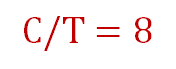 C/T = 8